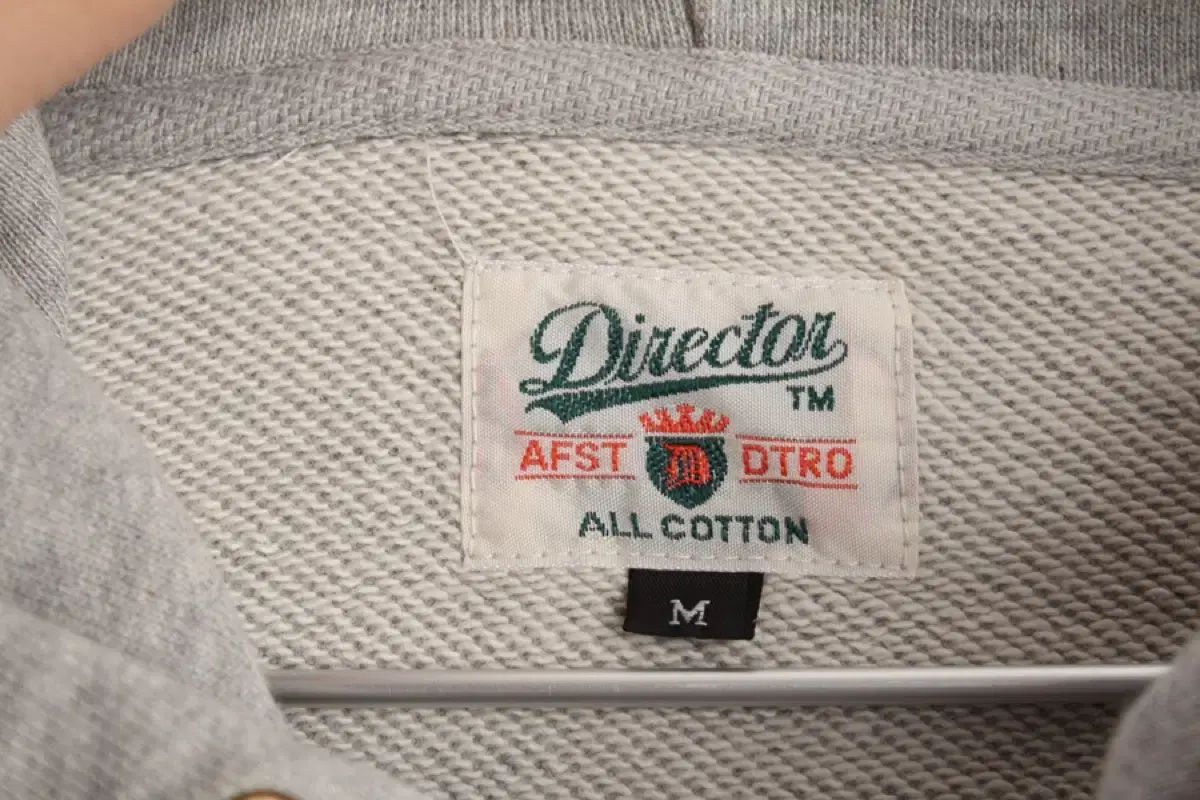 Director
TM
AFST D DTRO
ALL COTTON
M